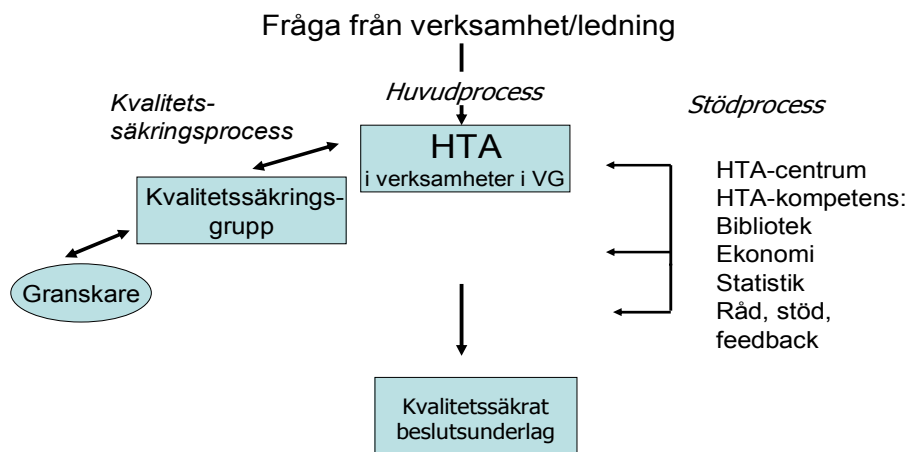 Fråga från verksamhet/ledning
Kvalitets-
säkringsprocess
Huvudprocess
Stödprocess
HTA
i verksamheter i VG
Kvalitetssäkrings-
grupp
Granskare
HTA-centrum
HTA-kompetens:
Bibliotek
Ekonomi
Statistik
Råd, stöd,
feedback
Kvalitetssäkrat
beslutsunderlag